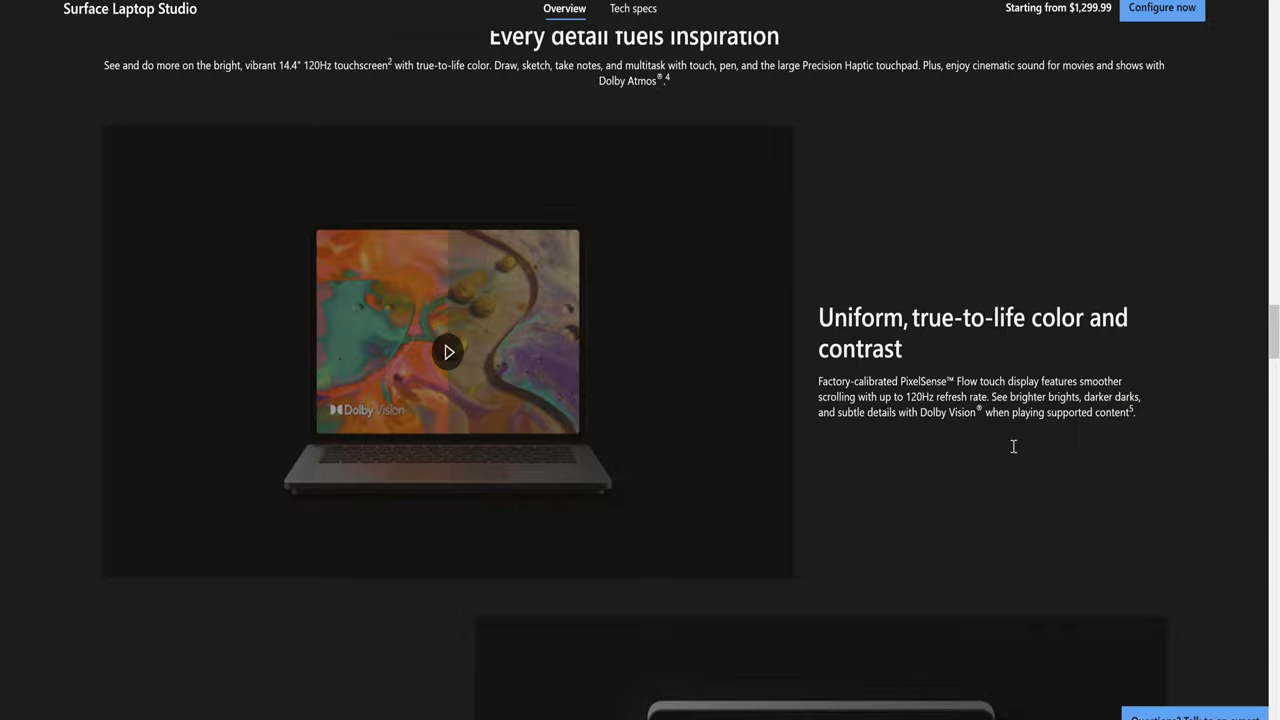 Surface Laptop Studio
Overview
Tech specs
Starting from $1,299.99
Configure now
Every detail fuels inspiration
See and do more on the bright, vibrant 14.4" 120Hz touchscreen2 with true-to-life color. Draw, sketch, take notes, and multitask with touch, pen, and the large Precision Haptic touchpad. Plus, enjoy cinematic sound for movies and shows with
Dolby Atmos®.4
Dolby Vision
Uniform, true-to-life color and
contrast
Factory-calibrated PixelSense™ Flow touch display features smoother
scrolling with up to 120Hz refresh rate. See brighter brights, darker darks,
and subtle details with Dolby Vision® when playing supported content5.
Questions? Talk to an expert